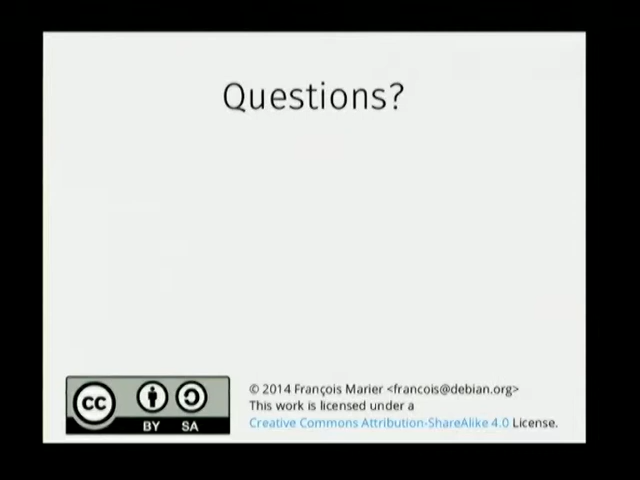 Questions?
cc
BY SA
© 2014 François Marier <francois@debian.org>
This work is licensed under a
Creative Commons Attribution-ShareAlike 4.0 License.